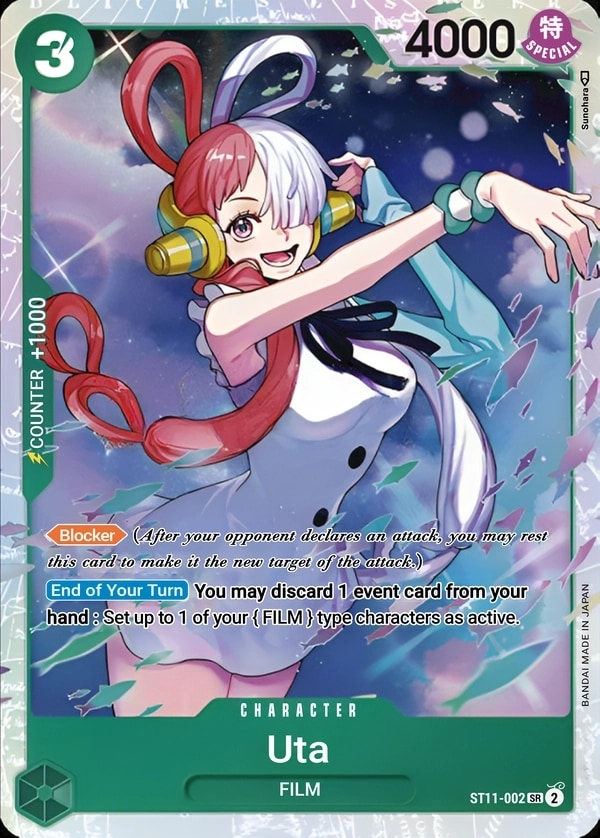 3
4000
特
SPECIAL
Sunohara
COUNTER +1000
Blocker (After your opponent declares an attack, you may rest
this card to make it the new target of the attack.)
End of Your Turn You may discard 1 event card from your
hand : Set up to 1 of your { FILM } type characters as active.
BANDAI MADE IN JAPAN
CHARACTER
Uta
FILM
ST11-002 SR 2